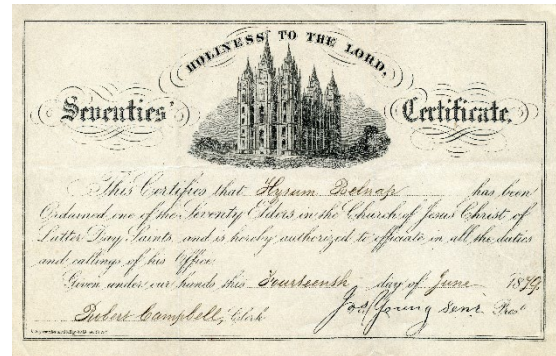 HOLINESS TO THE LORD.
Seventies' Certificate.
This Certifies that Hyrum Belnap has been
Ordained one of the Seventy Elders in the Church of Jesus Christ of
Latter Day Saints, and is hereby authorized to officiate in all the duties
and callings of his Office.
Given under our hands this Fourteenth day of June 1879.
Jos. Young Senr. Prest
Robert Campbell, Clerk